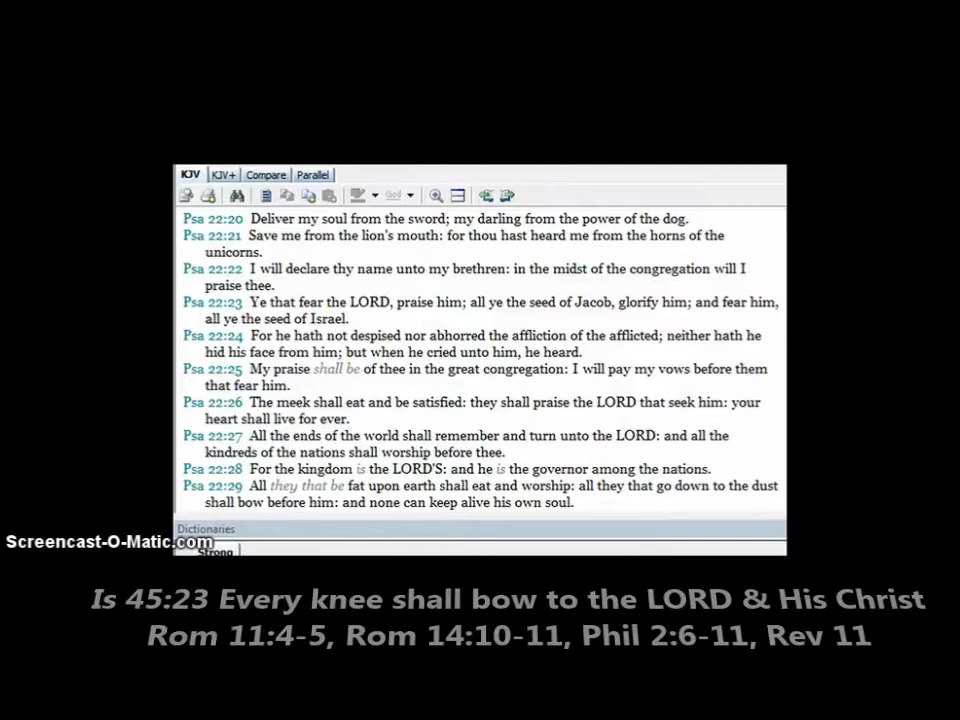 KJV KJV+ Compare Parallel
Psa 22:20 Deliver my soul from the sword; my darling from the power of the dog.
Psa 22:21 Save me from the lion's mouth: for thou hast heard me from the horns of the
unicorns.
Psa 22:22 I will declare thy name unto my brethren: in the midst of the congregation will I
praise thee.
Psa 22:23 Ye that fear the LORD, praise him; all ye the seed of Jacob, glorify him; and fear him,
all ye the seed of Israel.
Psa 22:24 For he hath not despised nor abhorred the affliction of the afflicted; neither hath he
hid his face from him; but when he cried unto him, he heard.
Psa 22:25 My praise shall be of thee in the great congregation: I will pay my vows before them
that fear him.
Psa 22:26 The meek shall eat and be satisfied: they shall praise the LORD that seek him: your
heart shall live for ever.
Psa 22:27 All the ends of the world shall remember and turn unto the LORD: and all the
kindreds of the nations shall worship before thee.
Psa 22:28 For the kingdom is the LORD'S: and he is the governor among the nations.
Psa 22:29 All they that be fat upon earth shall eat and worship: all they that go down to the dust
shall bow before him: and none can keep alive his own soul.
Dictionaries
Screencast-O-Matic.com
Strong
Is 45:23 Every knee shall bow to the LORD & His Christ
Rom 11:4-5, Rom 14:10-11, Phil 2:6-11, Rev 11